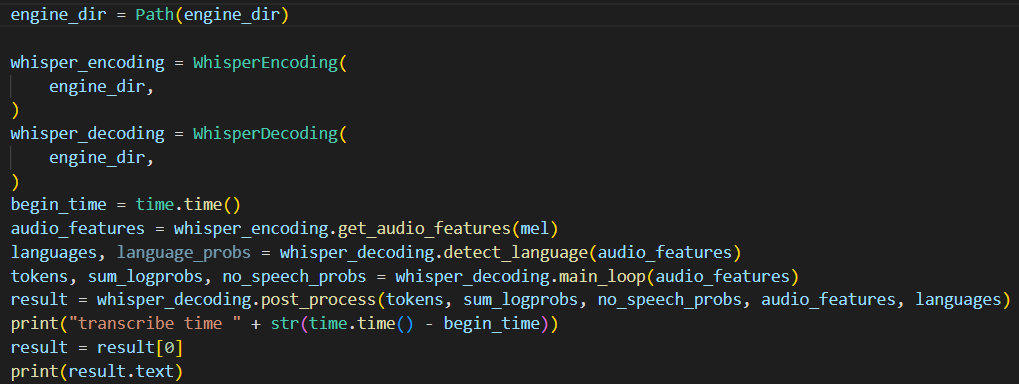 engine_dir = Path(engine_dir)
whisper_encoding = WhisperEncoding(
    engine_dir,
)
whisper_decoding = WhisperDecoding(
    engine_dir,
)
begin_time = time.time()
audio_features = whisper_encoding.get_audio_features(mel)
languages, language_probs = whisper_decoding.detect_language(audio_features)
tokens, sum_logprobs, no_speech_probs = whisper_decoding.main_loop(audio_features)
result = whisper_decoding.post_process(tokens, sum_logprobs, no_speech_probs, audio_features, languages)
print("transcribe time " + str(time.time() - begin_time))
result = result[0]
print(result.text)